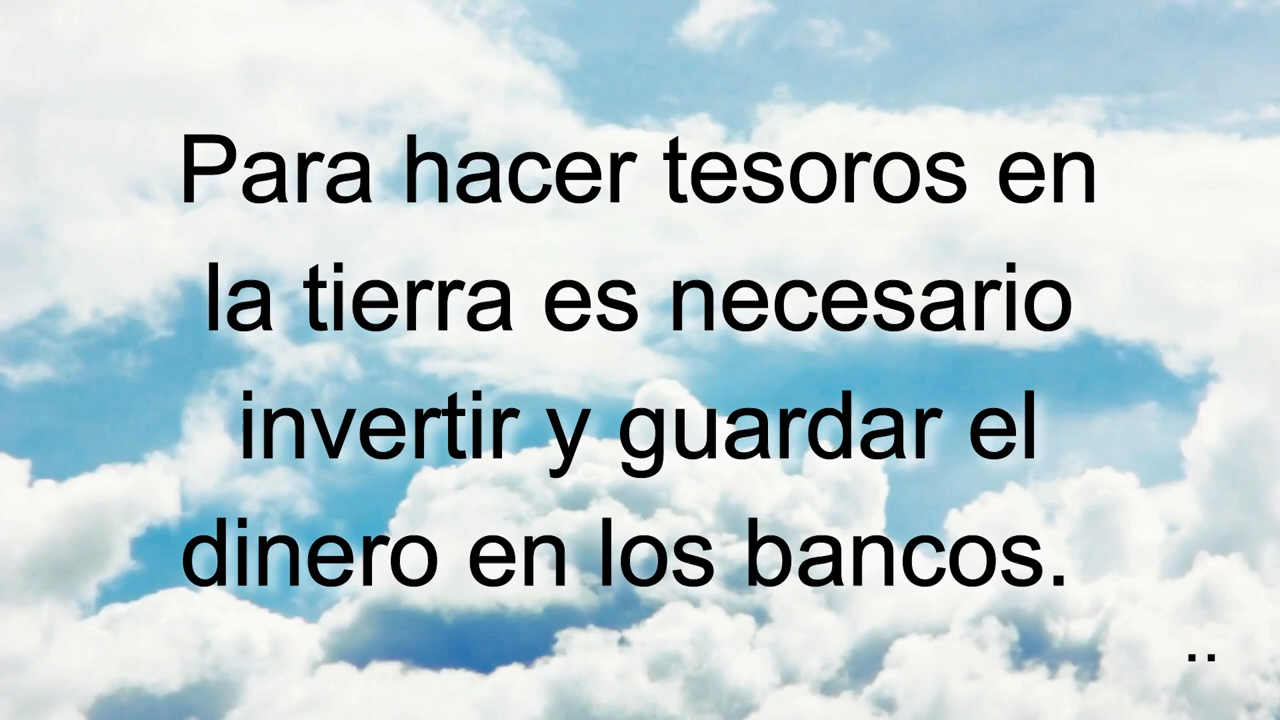 Para hacer tesoros en
la tierra es necesario
invertir y guardar el
dinero en los bancos.
..